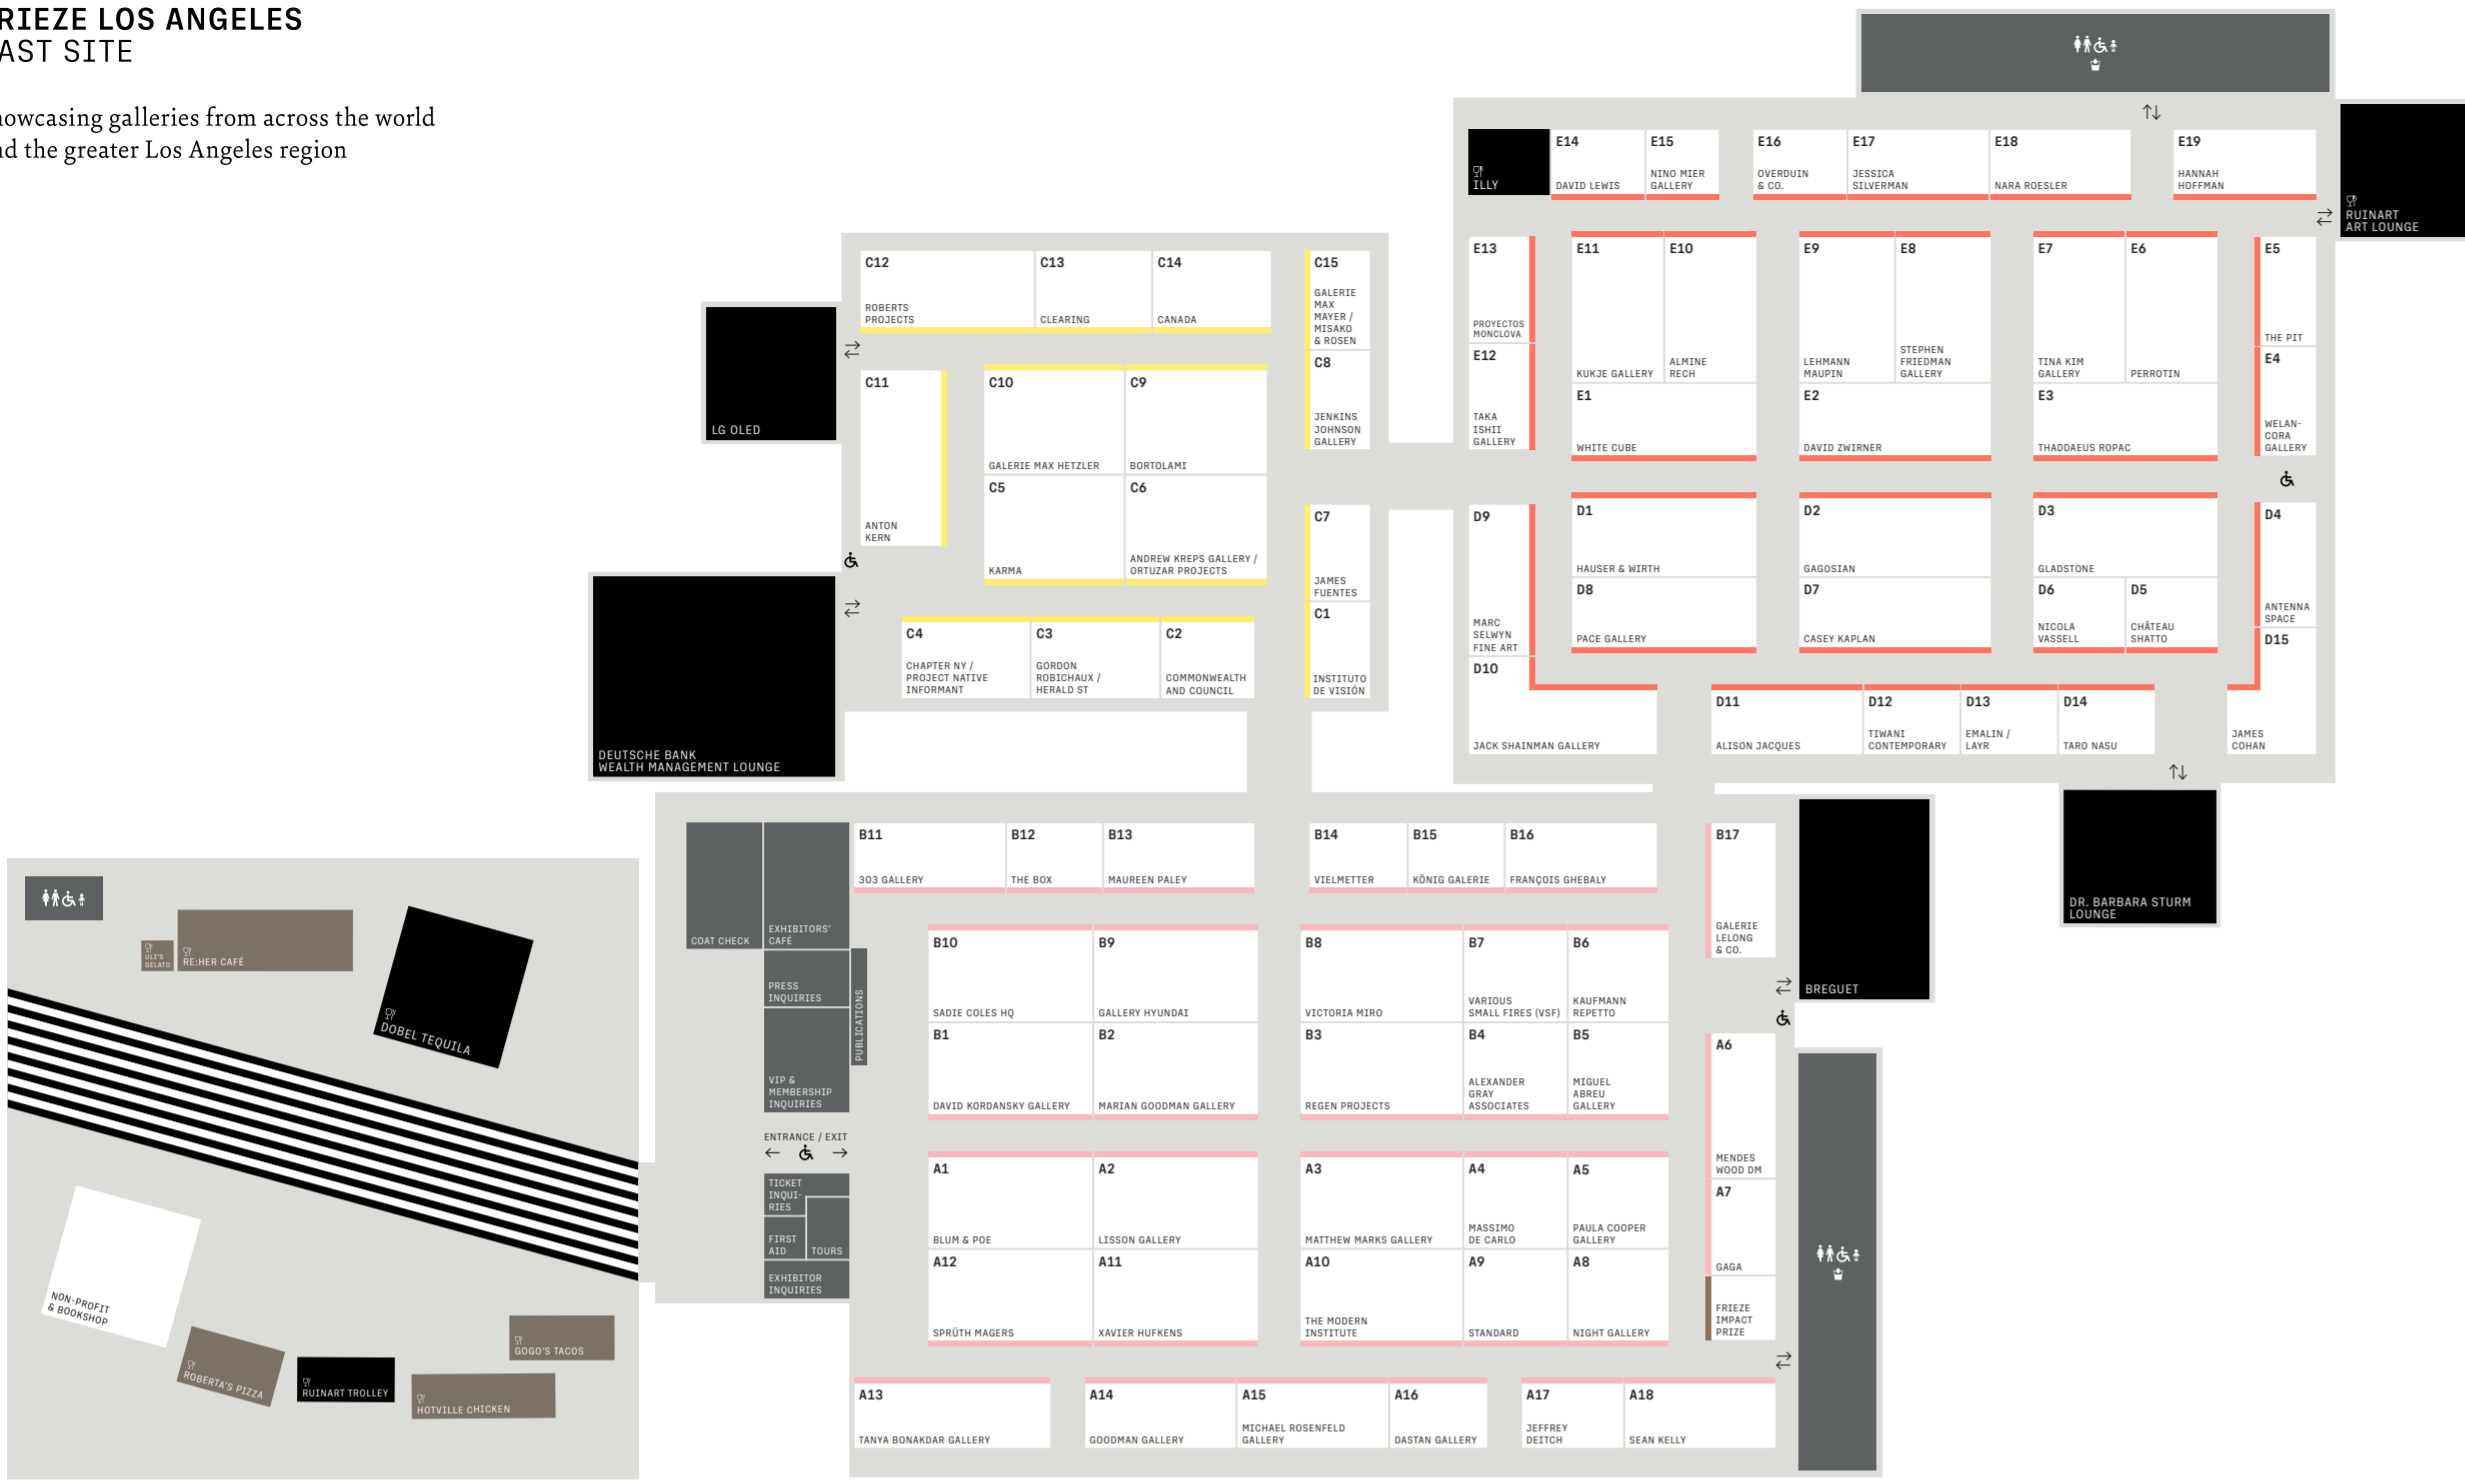 RIEZE LOS ANGELES
AST SITE
howcasing galleries from across the world
nd the greater Los Angeles region
ILLY
E14
DAVID LEWIS
E15
NINO MIER
GALLERY
E16
OVERDUIN
& CO.
E17
JESSICA
SILVERMAN
E18
NARA ROESLER
E19
HANNAH
HOFFMAN
RUINART
ART LOUNGE
E13
PROYECTOS
MONCLOVA
E12
TAKA
ISHII
GALLERY
E11
KUKJE GALLERY
E10
ALMINE
RECH
E1
WHITE CUBE
E9
LEHMANN
MAUPIN
E8
STEPHEN
FRIEDMAN
GALLERY
E2
DAVID ZWIRNER
E7
TINA KIM
GALLERY
E6
PERROTIN
E3
THADDAEUS ROPAC
E5
THE PIT
E4
WELAN-
CORA
GALLERY
C12
ROBERTS
PROJECTS
C13
CLEARING
C14
CANADA
C15
GALERIE
MAX
MAYER /
MISAKO
& ROSEN
C8
JENKINS
JOHNSON
GALLERY
LG OLED
C11
ANTON
KERN
C10
GALERIE MAX HETZLER
C9
BORTOLAMI
C5
KARMA
C6
ANDREW KREPS GALLERY /
ORTUZAR PROJECTS
C7
JAMES
FUENTES
C1
INSTITUTO
DE VISIÓN
C4
CHAPTER NY /
PROJECT NATIVE
INFORMANT
C3
GORDON
ROBICHAUX /
HERALD ST
C2
COMMONWEALTH
AND COUNCIL
DEUTSCHE BANK
WEALTH MANAGEMENT LOUNGE
D9
MARC
SELWYN
FINE ART
D10
JACK SHAINMAN GALLERY
D1
HAUSER & WIRTH
D8
PACE GALLERY
D2
GAGOSIAN
D7
CASEY KAPLAN
D3
GLADSTONE
D6
NICOLA
VASSELL
D5
CHÂTEAU
SHATTO
D4
ANTENNA
SPACE
D15
JAMES
COHAN
D11
ALISON JACQUES
D12
TIWANI
CONTEMPORARY
D13
EMALIN /
LAYR
D14
TARO NASU
DR. BARBARA STURM
LOUNGE
COAT CHECK
EXHIBITORS'
CAFÉ
PRESS
INQUIRIES
PUBLICATIONS
VIP &
MEMBERSHIP
INQUIRIES
ENTRANCE / EXIT
TICKET
INQUI-
RIES
FIRST
AID
TOURS
EXHIBITOR
INQUIRIES
B11
303 GALLERY
B12
THE BOX
B13
MAUREEN PALEY
B14
VIELMETTER
B15
KÖNIG GALERIE
B16
FRANÇOIS GHEBALY
B17
GALERIE
LELONG
& CO.
BREGUET
B10
SADIE COLES HQ
B9
GALLERY HYUNDAI
B8
VICTORIA MIRO
B7
VARIOUS
SMALL FIRES (VSF)
B6
KAUFMANN
REPETTO
B1
DAVID KORDANSKY GALLERY
B2
MARIAN GOODMAN GALLERY
B3
REGEN PROJECTS
B4
ALEXANDER
GRAY
ASSOCIATES
B5
MIGUEL
ABREU
GALLERY
A6
MENDES
WOOD DM
A7
GAGA
FRIEZE
IMPACT
PRIZE
A1
BLUM & POE
A2
LISSON GALLERY
A3
MATTHEW MARKS GALLERY
A4
MASSIMO
DE CARLO
A5
PAULA COOPER
GALLERY
A12
SPRÜTH MAGERS
A11
XAVIER HUFKENS
A10
THE MODERN
INSTITUTE
A9
STANDARD
A8
NIGHT GALLERY
A13
TANYA BONAKDAR GALLERY
A14
GOODMAN GALLERY
A15
MICHAEL ROSENFELD
GALLERY
A16
DASTAN GALLERY
A17
JEFFREY
DEITCH
A18
SEAN KELLY
ULI'S
GELATO
RE:HER CAFÉ
DOBEL TEQUILA
NON-PROFIT
& BOOKSHOP
ROBERTA'S PIZZA
RUINART TROLLEY
HOTVILLE CHICKEN
GOGO'S TACOS